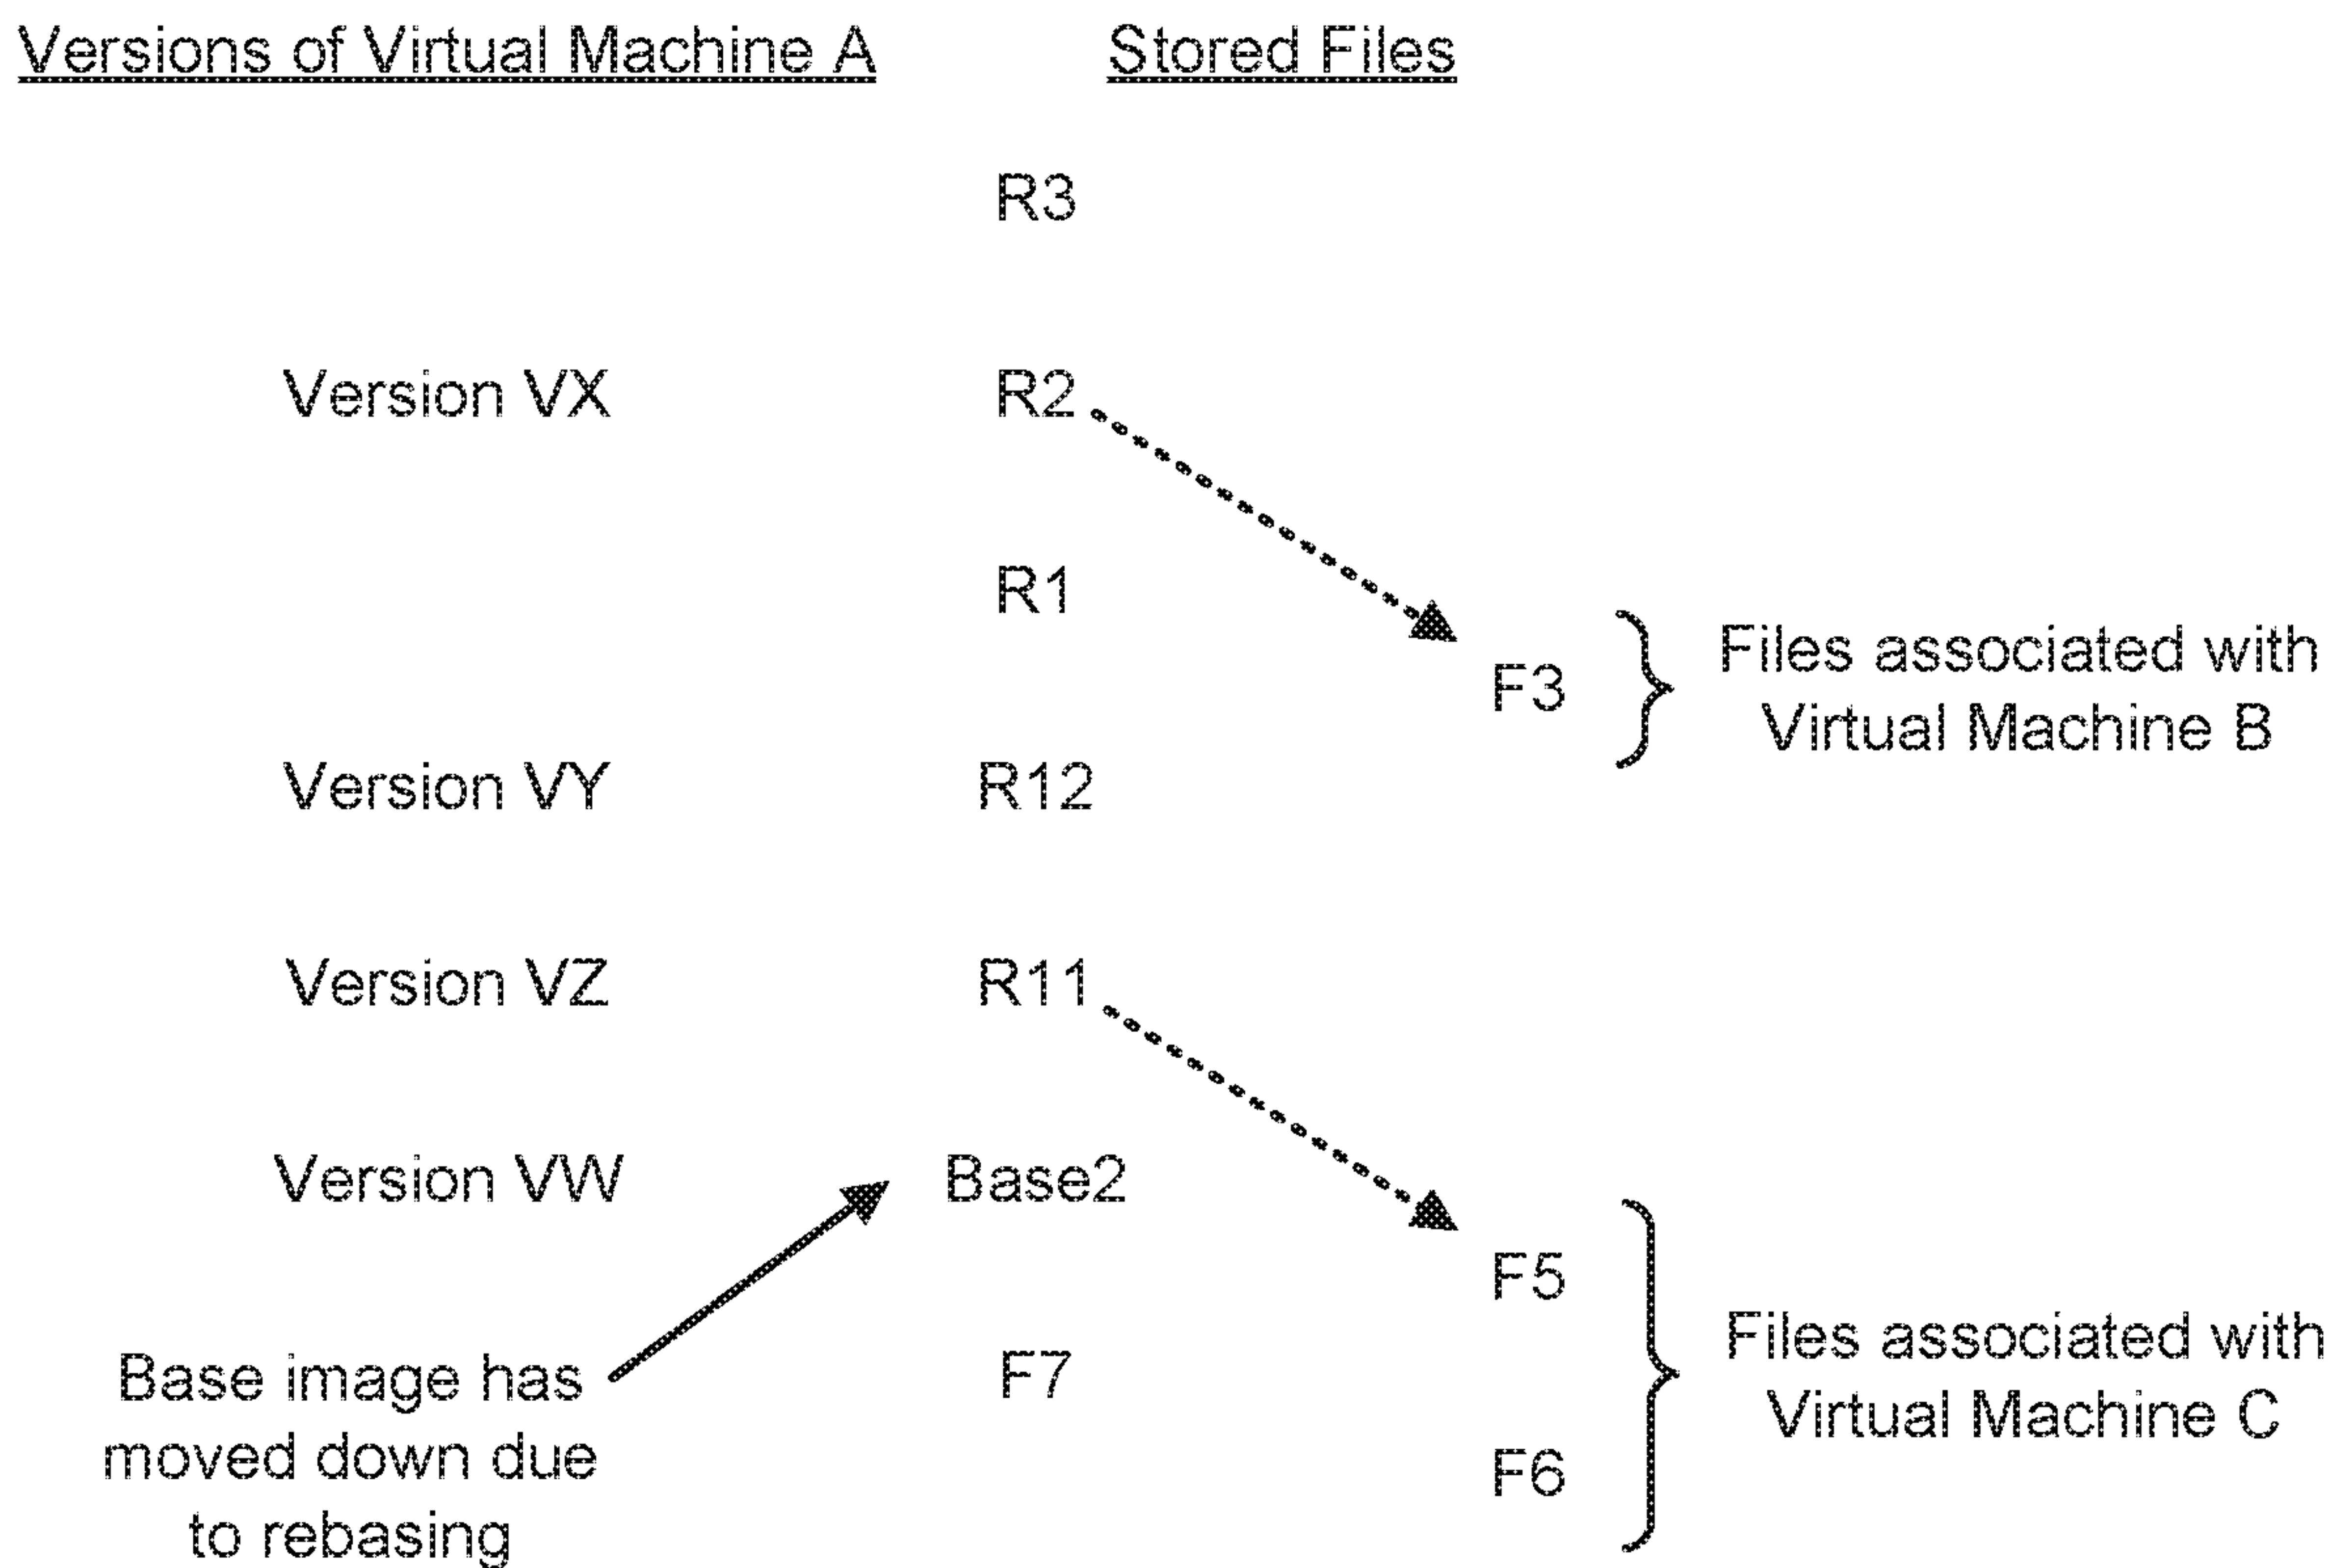 Versions of Virtual Machine A
Stored Files
R3
Version VX
R2
R1
F3
Files associated with
Virtual Machine B
Version VY
R12
Version VZ
R11
Version VW
Base2
F5
Base image has
moved down due
to rebasing
F7
Files associated with
Virtual Machine C
F6